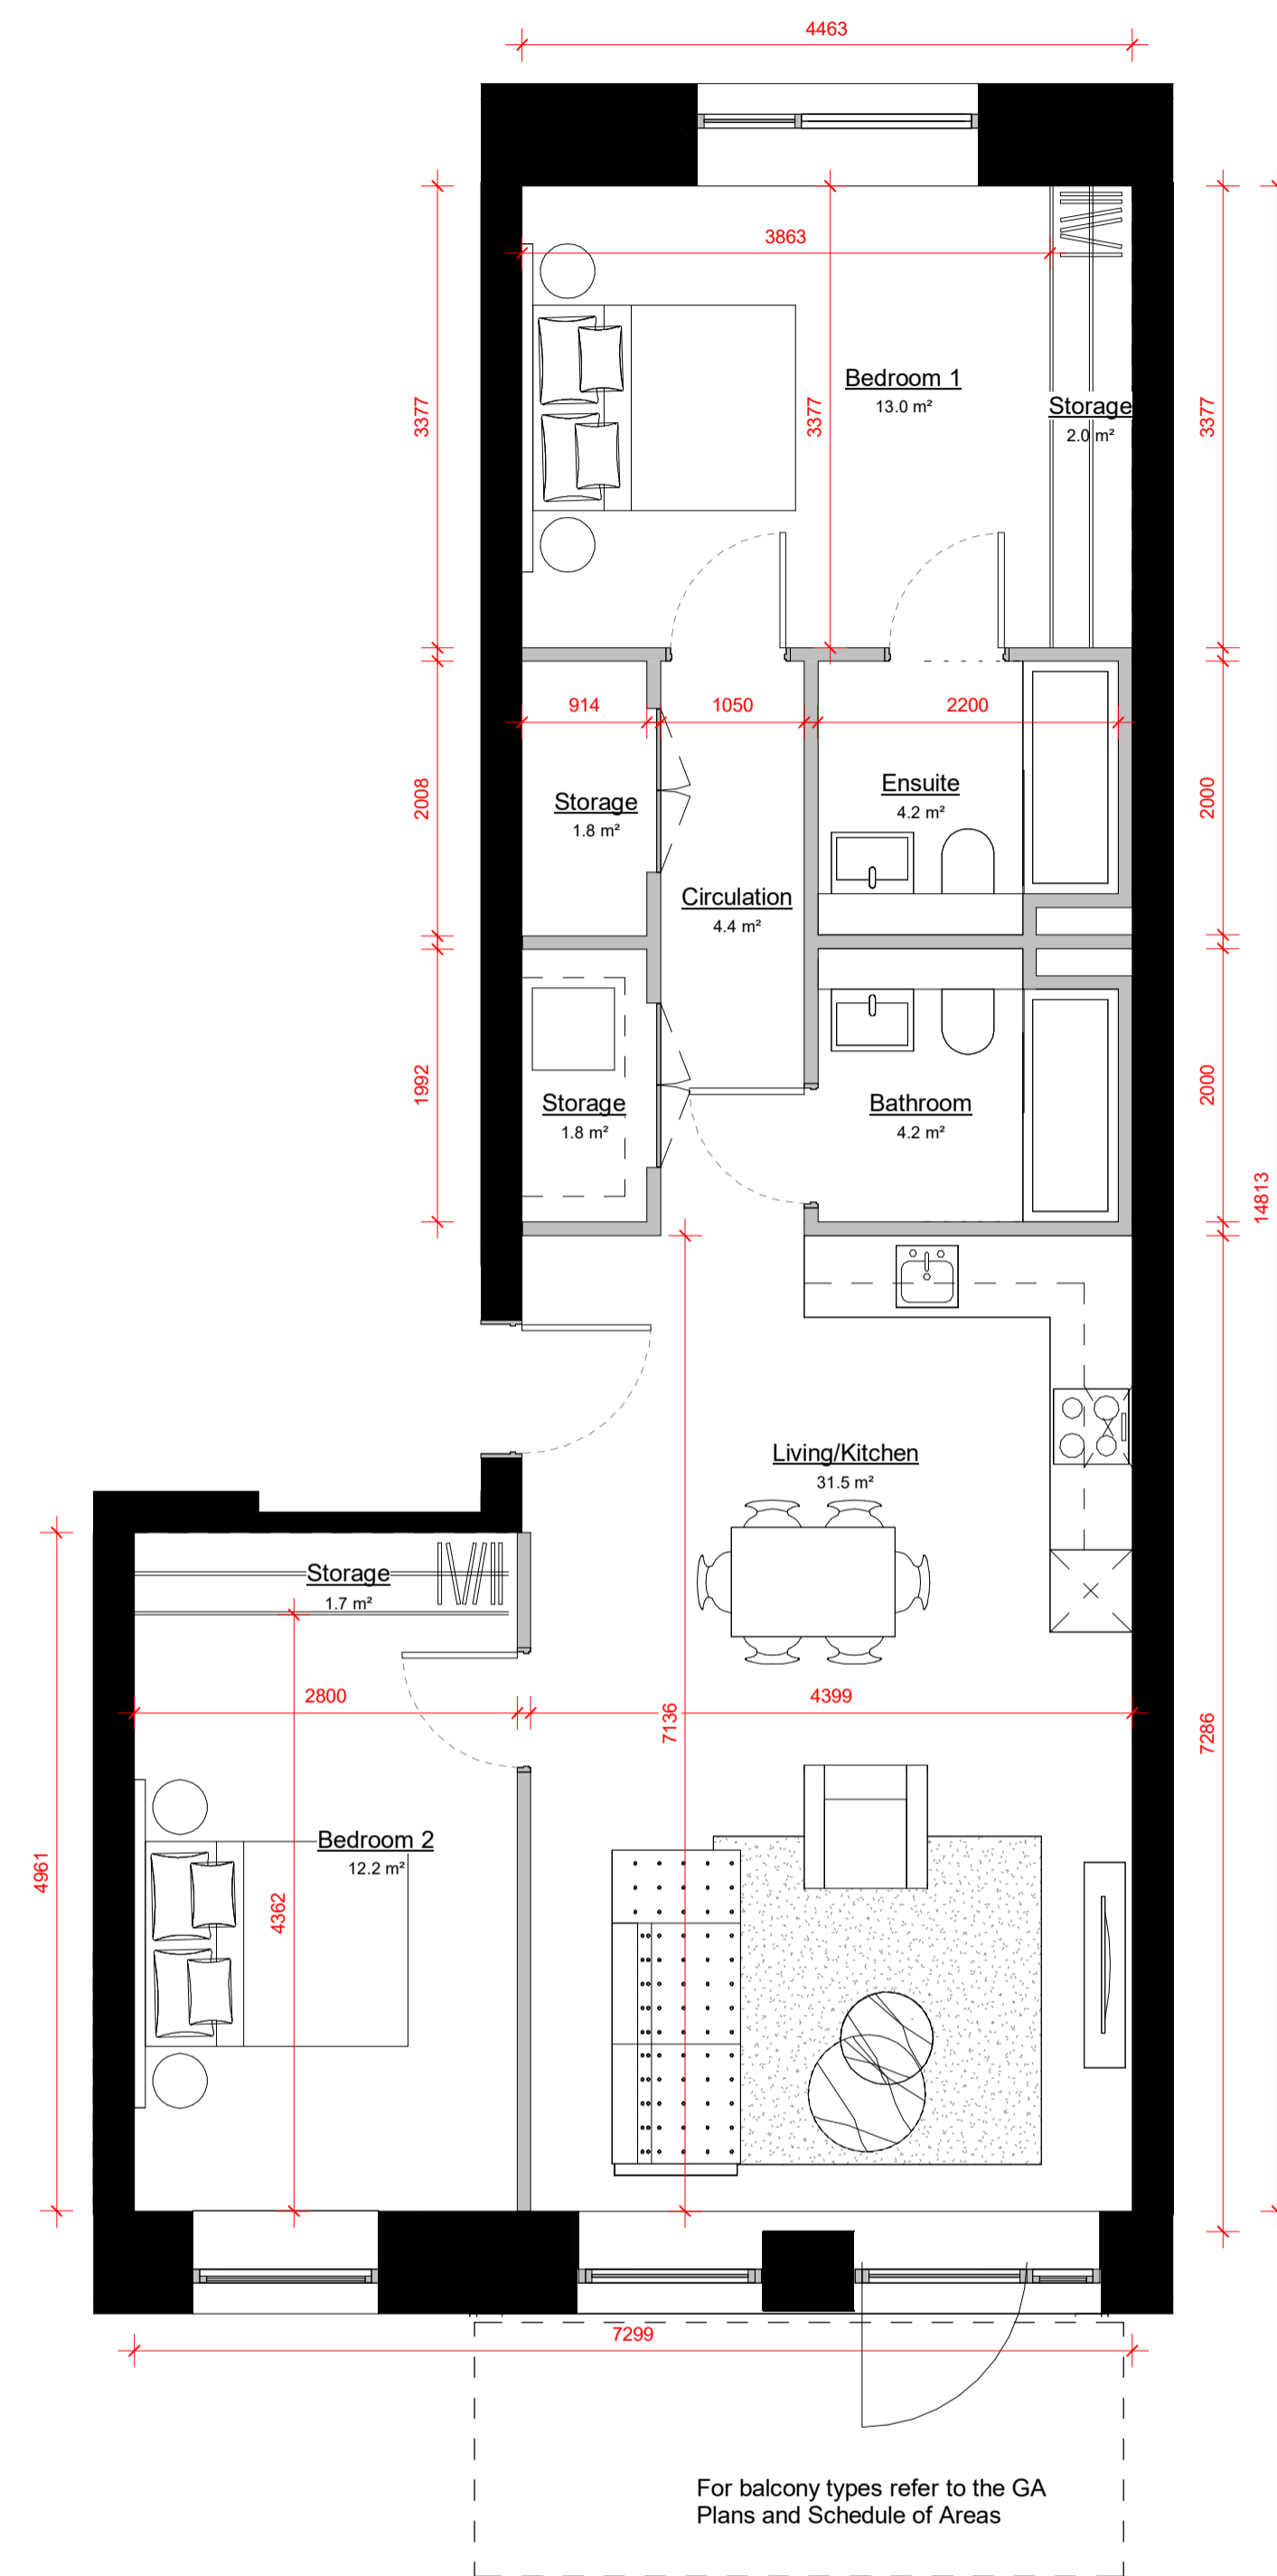 4463
3863
Bedroom 1
13.0 m²
Storage
2.0 m²
3377
3377
3377
914
1050
2200
Storage
1.8 m²
Ensuite
4.2 m²
2008
2000
Circulation
4.4 m²
Storage
1.8 m²
Bathroom
4.2 m²
1992
2000
14813
Living/Kitchen
31.5 m²
Storage
1.7 m²
2800
4399
7136
7286
Bedroom 2
12.2 m²
4961
4362
7299
For balcony types refer to the GA
Plans and Schedule of Areas